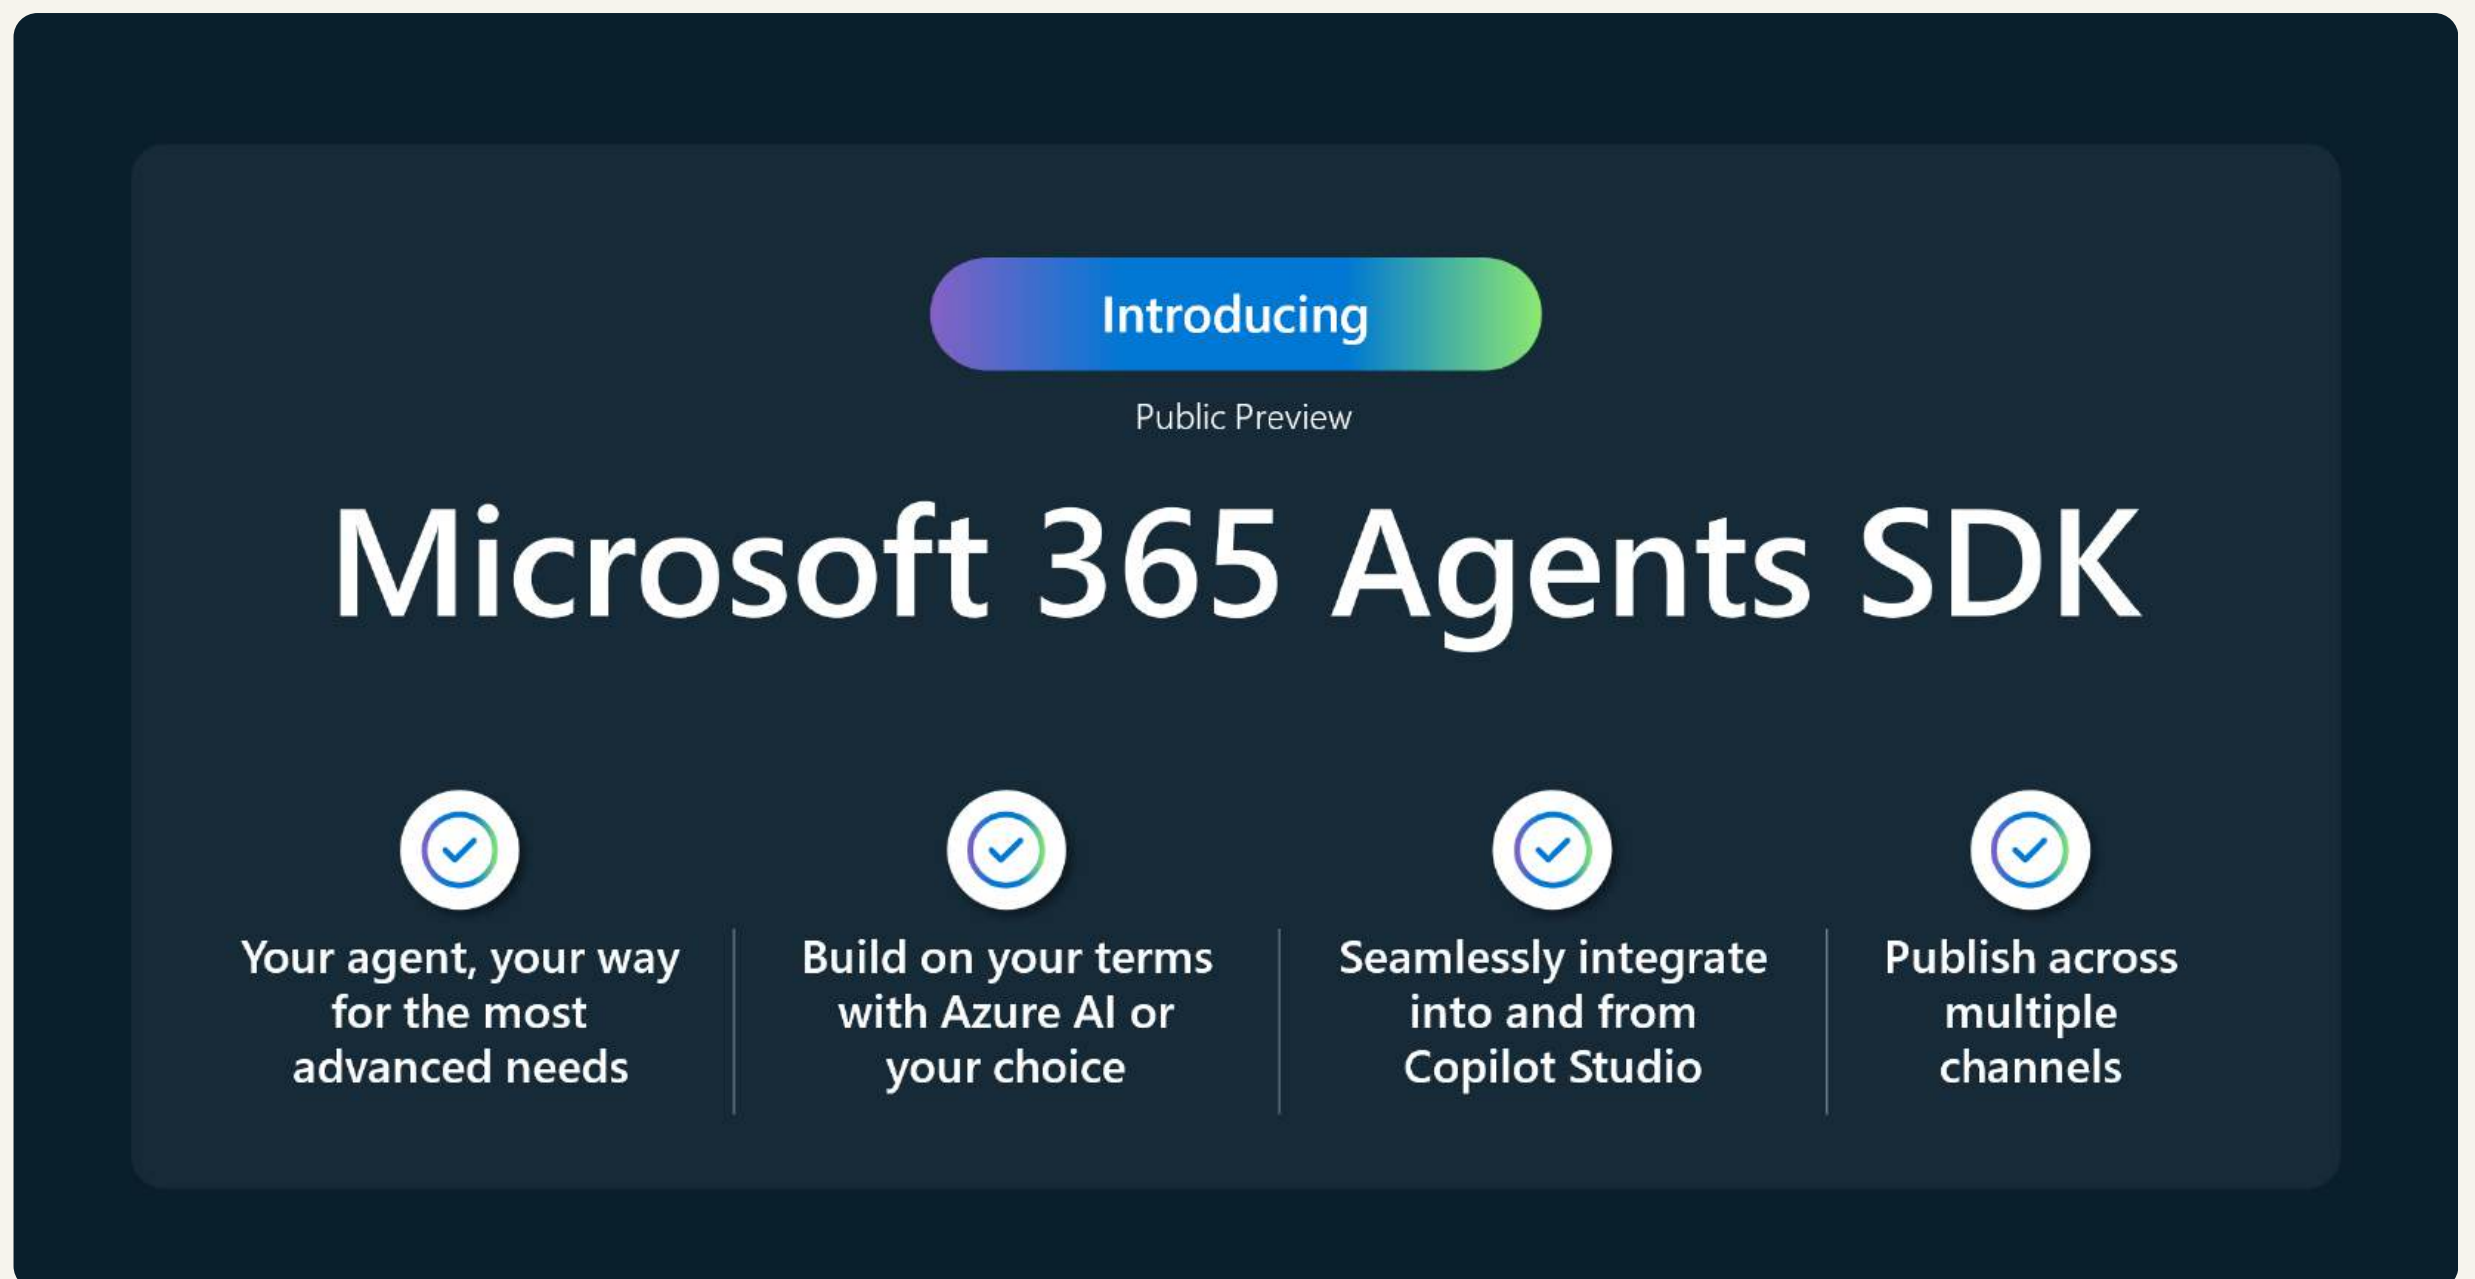 Introducing
Public Preview
Microsoft 365 Agents SDK
Your agent, your way
for the most
advanced needs
Build on your terms
with Azure AI or
your choice
Seamlessly integrate
into and from
Copilot Studio
Publish across
multiple
channels